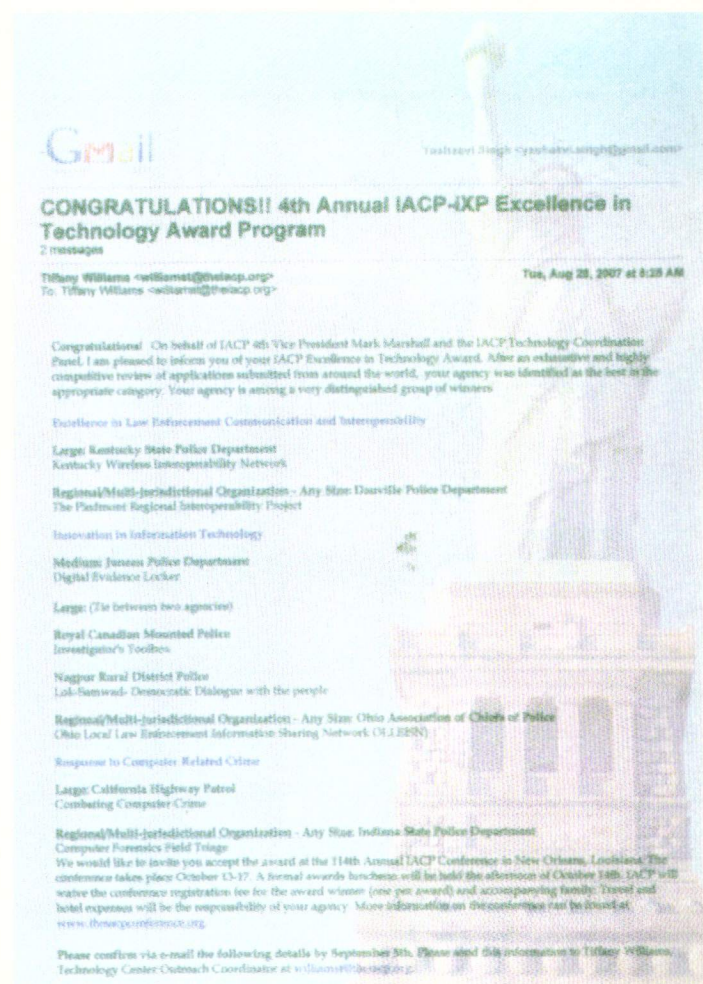 Gmail
Yashasvi Singh <yashasvi.singh@gmail.com>
CONGRATULATIONS!! 4th Annual IACP-iXP Excellence in
Technology Award Program
2 messages
Tiffany Williams <williamst@theiacp.org>
Tue, Aug 28, 2007 at 8:28 AM
To: Tiffany Williams <williamst@theiacp.org>
Congratulations! On behalf of IACP 4th Vice President Mark Marshall and the IACP Technology Coordination
Panel, I am pleased to inform you of your IACP Excellence in Technology Award. After an exhaustive and highly
competitive review of applications submitted from around the world, your agency was identified as the best in the
appropriate category. Your agency is among a very distinguished group of winners
Excellence in Law Enforcement Communication and Interoperability
Large: Kentucky State Police Department
Kentucky Wireless Interoperability Network
Regional/Multi-jurisdictional Organization - Any Size: Danville Police Department
The Piedmont Regional Interoperability Project
Innovation in Information Technology
Medium: Juneau Police Department
Digital Evidence Locker
Large: (Tie between two agencies)
Royal Canadian Mounted Police
Investigator's Toolbox
Nagpur Rural District Police
Lok-Samwad- Democratic Dialogue with the people
Regional/Multi-jurisdictional Organization - Any Size: Ohio Association of Chiefs of Police
Ohio Local Law Enforcement Information Sharing Network (OLLEISN)
Response to Computer Related Crime
Large: California Highway Patrol
Combating Computer Crime
Regional/Multi-jurisdictional Organization - Any Size: Indiana State Police Department
Computer Forensics Field Triage
We would like to invite you accept the award at the 114th Annual IACP Conference in New Orleans, Louisiana. The
conference takes place October 13-17. A formal awards luncheon will be held the afternoon of October 14th. IACP will
waive the conference registration fee for the award winner (one per award) and accompanying family. Travel and
hotel expenses will be the responsibility of your agency. More information on the conference can be found at
www.theiacpconference.org.
Please confirm via e-mail the following details by September 5th. Please send this information to Tiffany Williams,
Technology Center Outreach Coordinator at williamst@theiacp.org.